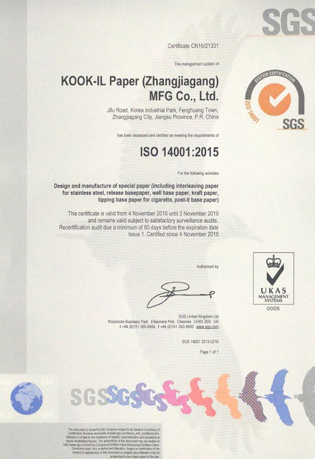 SGS
Certificate CN16/21331
The management system of
KOOK-IL Paper (Zhangjiagang)
MFG Co., Ltd.
Jifu Road, Korea Industrial Park, Fenghuang Town,
Zhangjiagang City, Jiangsu Province, P.R. China
has been assessed and certified as meeting the requirements of
ISO 14001:2015
For the following activities
Design and manufacture of special paper (including interleaving paper
for stainless steel, release basepaper, wall base paper, kraft paper,
tipping base paper for cigarette, post-it base paper)
This certificate is valid from 4 November 2016 until 3 November 2019
and remains valid subject to satisfactory surveillance audits.
Recertification audit due a minimum of 60 days before the expiration date
Issue 1. Certified since 4 November 2016
SYSTEM CERTIFICATION
ISO 14001
SGS
Authorised by
SGS United Kingdom Ltd
Rossmore Business Park Ellesmere Port Cheshire CH65 3EN UK
t +44 (0)151 350-6666 f +44 (0)151 350-6600 www.sgs.com
SGS 14001 2015 0216
Page 1 of 1
UKAS
MANAGEMENT
SYSTEMS
0005
SGS SGS SGS